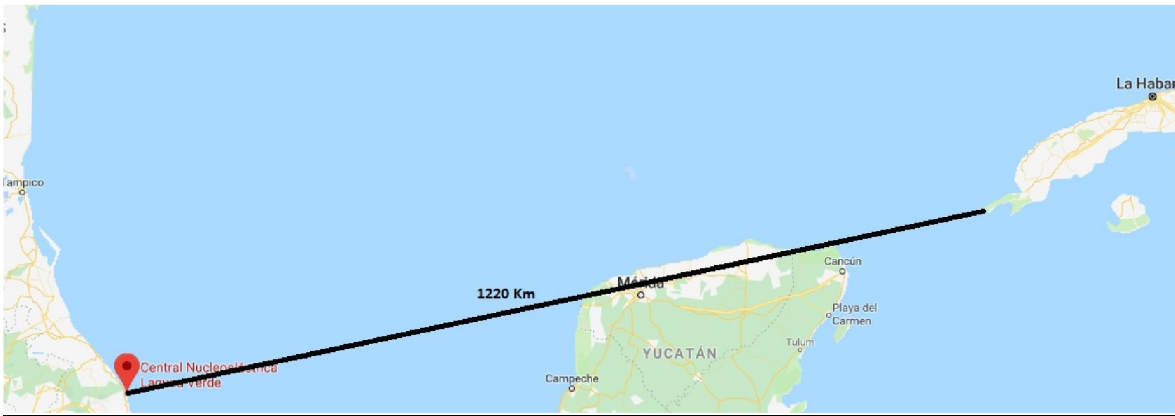 La Haban
Tampico
Cancún
Mérida
1220 Km
Playa del
Carmen
Central Nucleoeléctrica
Laguna Verde
Tulum
YUCATÁN
Campeche